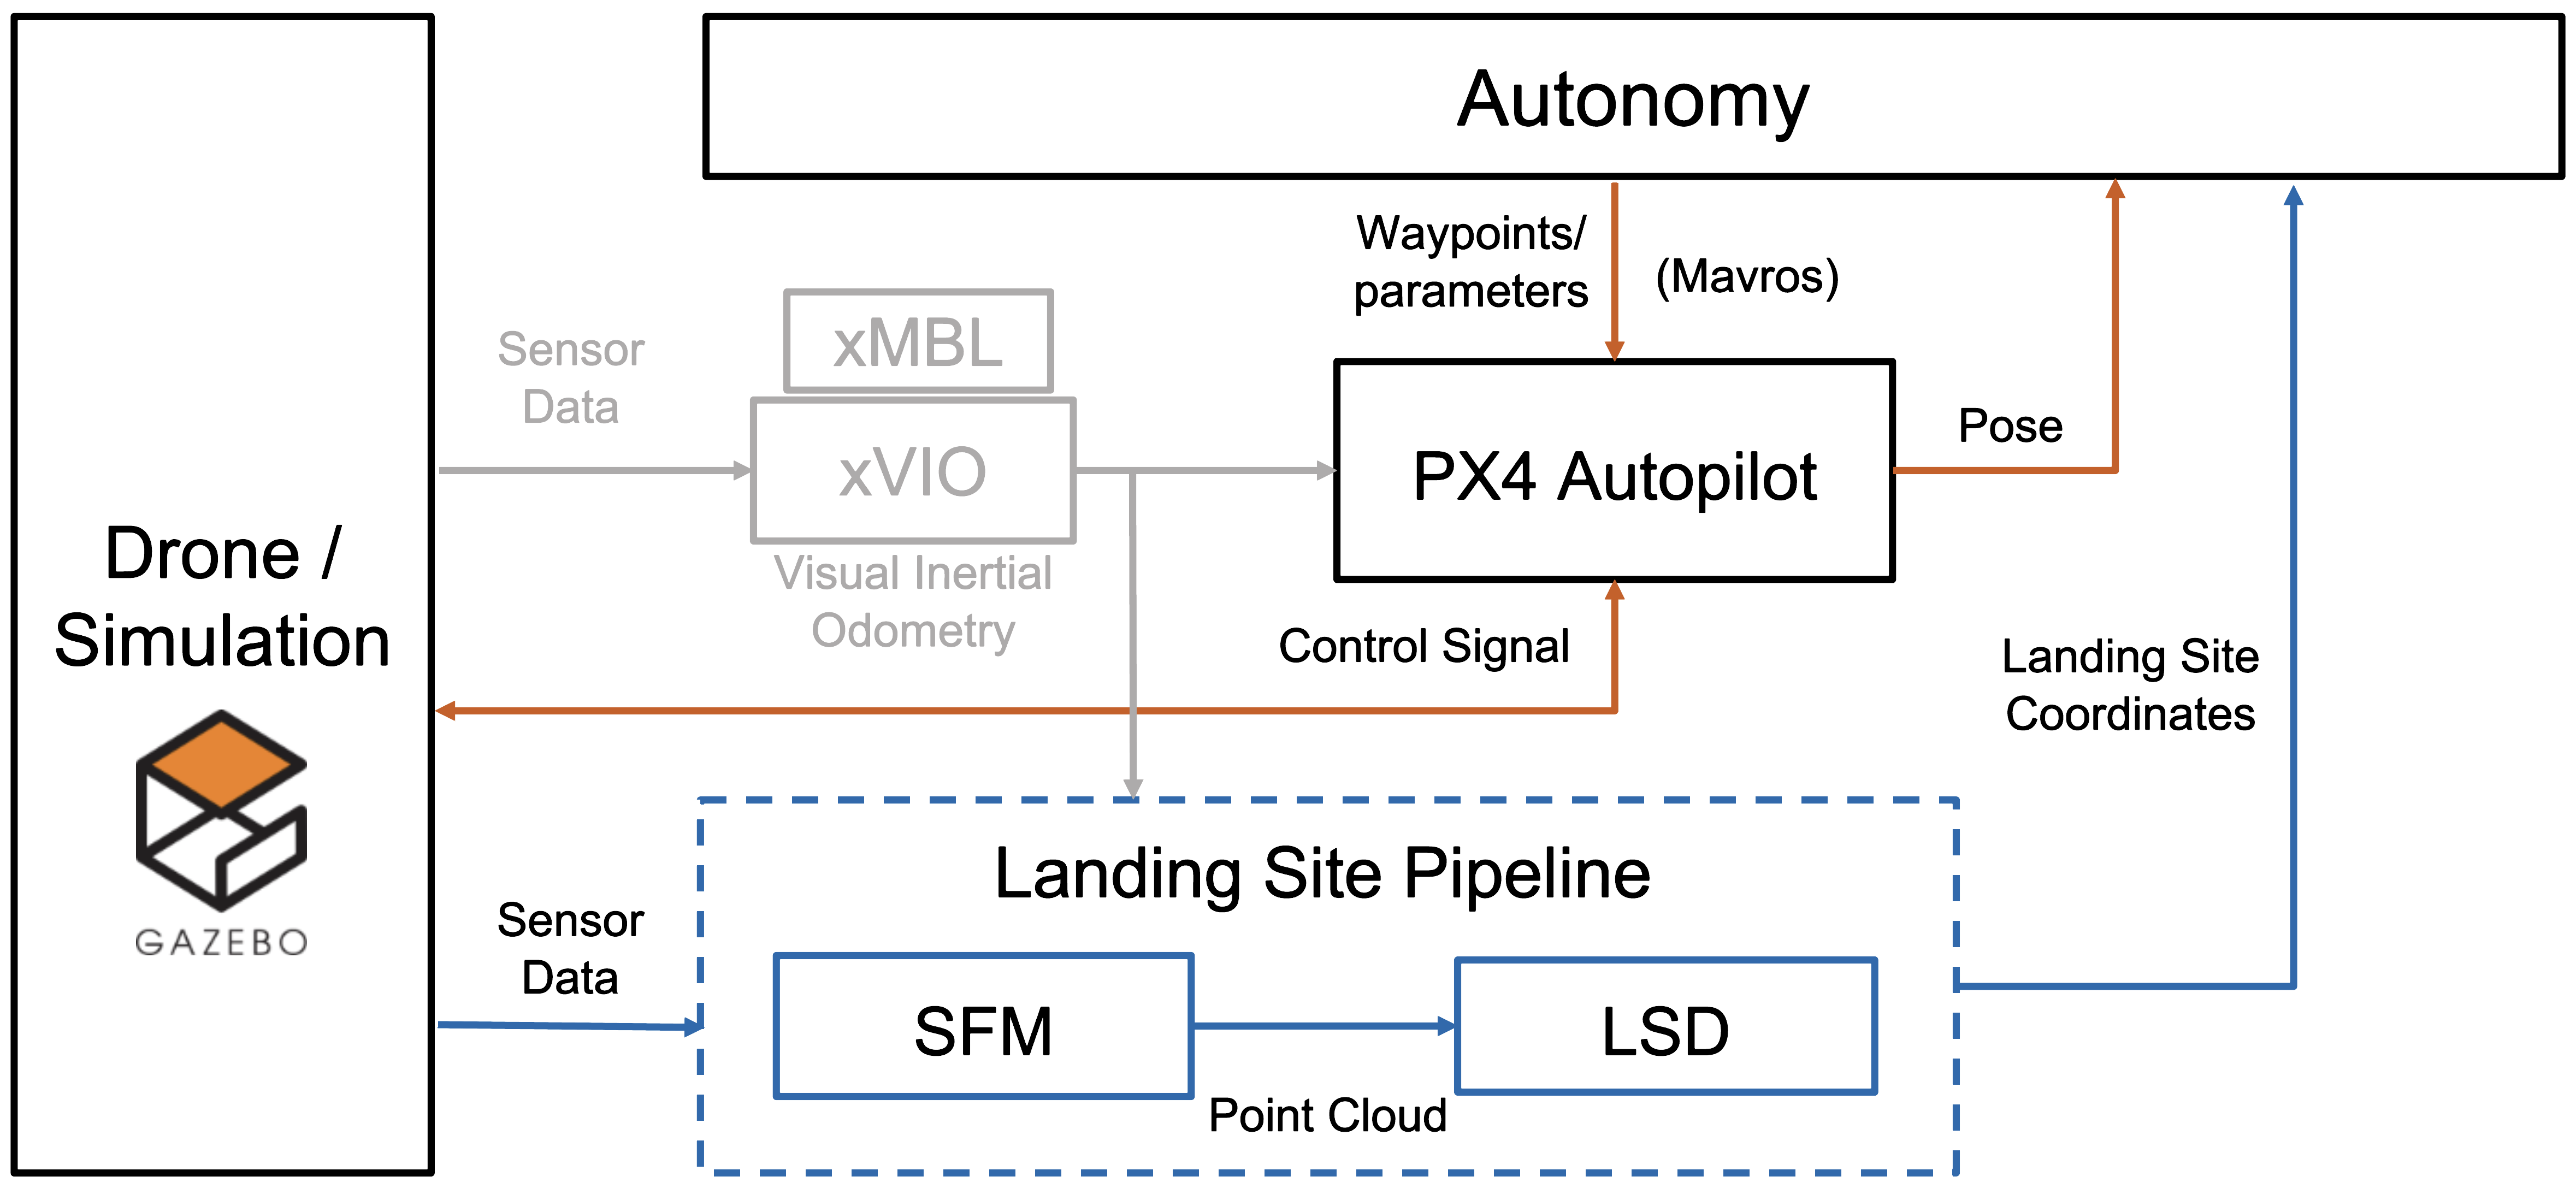 Autonomy
Waypoints/
parameters
(Mavros)
Sensor
Data
xMBL
xVIO
Visual Inertial
Odometry
PX4 Autopilot
Pose
Drone /
Simulation
GAZEBO
Control Signal
Landing Site
Coordinates
Sensor
Data
Landing Site Pipeline
SFM
Point Cloud
LSD